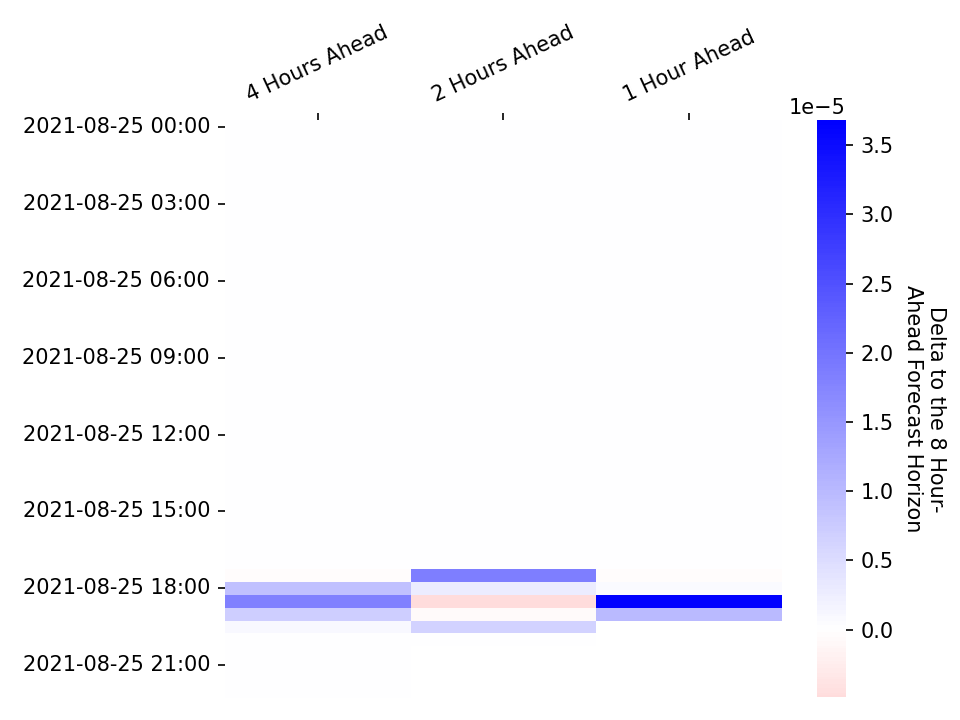 4 Hours Ahead
2 Hours Ahead
1 Hour Ahead
1e−5
2021-08-25 00:00
2021-08-25 03:00
2021-08-25 06:00
2021-08-25 09:00
2021-08-25 12:00
2021-08-25 15:00
2021-08-25 18:00
2021-08-25 21:00
3.5
3.0
2.5
2.0
1.5
1.0
0.5
0.0
Delta to the 8 Hour-
Ahead Forecast Horizon